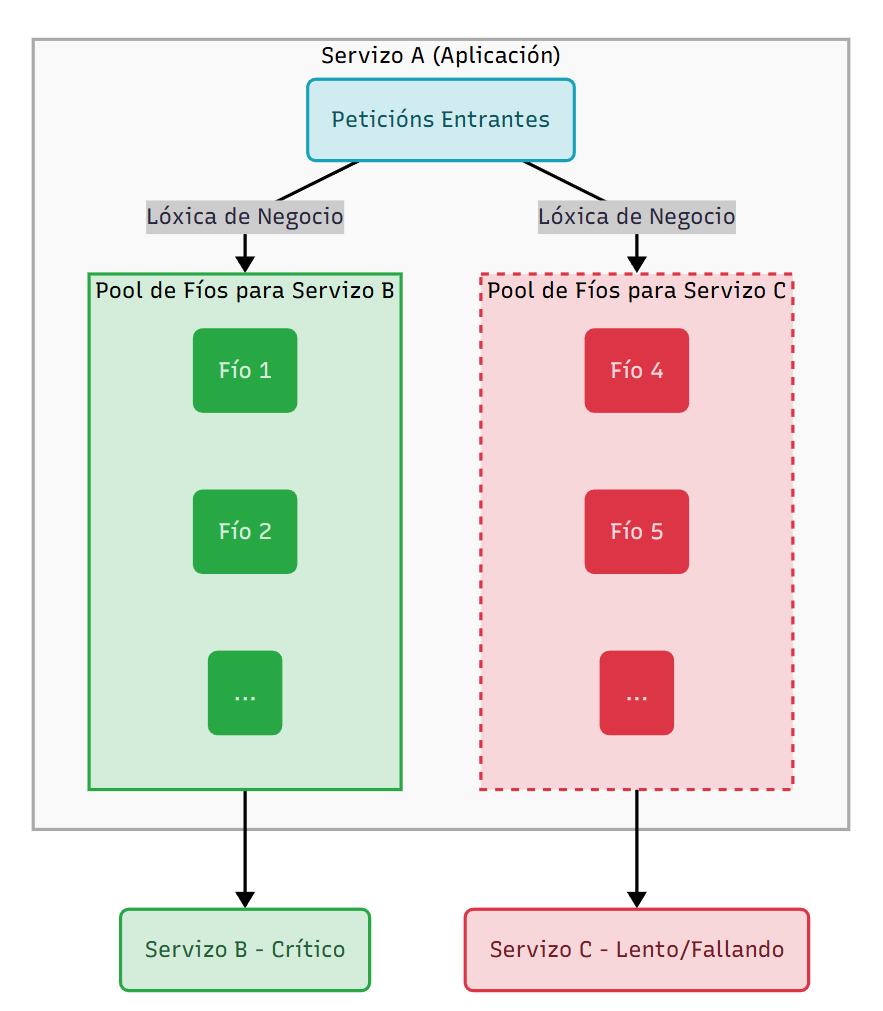 Servizo A (Aplicación)
Peticións Entrantes
Lóxica de Negocio
Lóxica de Negocio
Pool de Fíos para Servizo B
Pool de Fíos para Servizo C
Fío 1
Fío 4
Fío 2
Fío 5
...
...
Servizo B - Crítico
Servizo C - Lento/Fallando